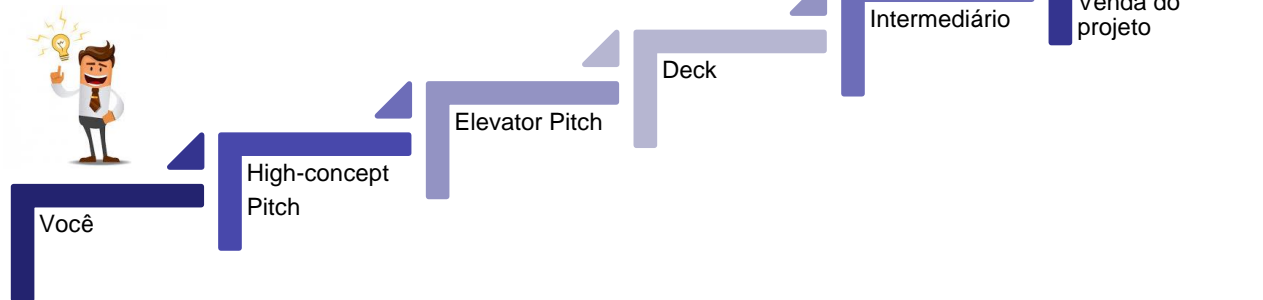 Você
High-concept
Pitch
Elevator Pitch
Deck
Intermediário
Venda do
projeto